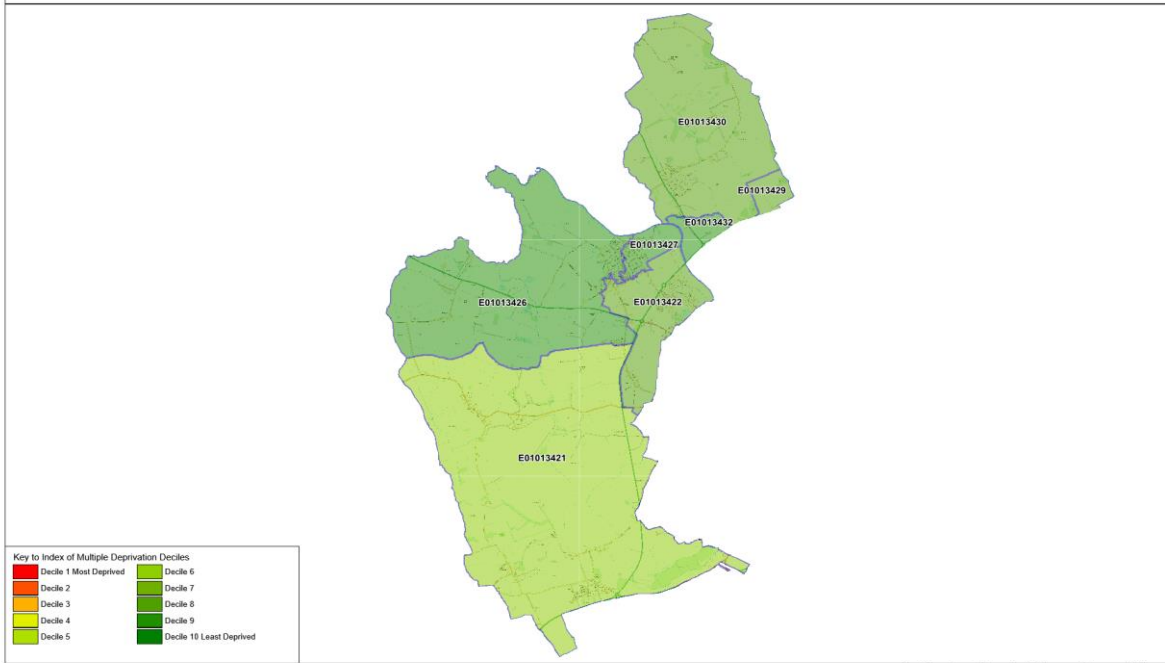 E01013430
E01013429
E01013432
E01013427
E01013426
E01013422
E01013421
Key to Index of Multiple Deprivation Deciles
Decile 1 Most Deprived
Decile 2
Decile 3
Decile 4
Decile 5
Decile 6
Decile 7
Decile 8
Decile 9
Decile 10 Least Deprived